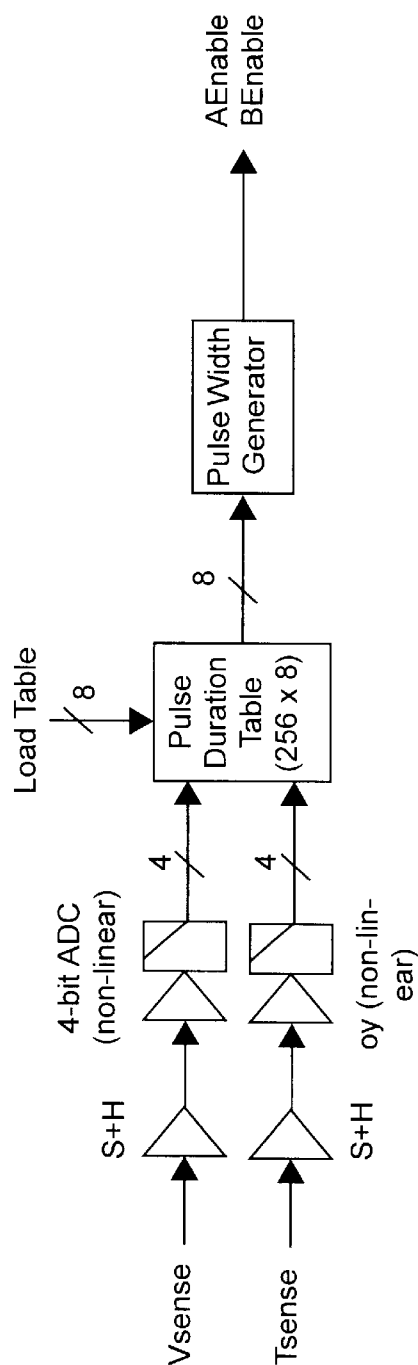 Vsense
Tsense
S+H
S+H
4-bit ADC
(non-linear)
oy (non-lin-
ear)
4
4
Load Table
8
Pulse
Duration
Table
(256 x 8)
8
Pulse Width
Generator
AEnable
BEnable